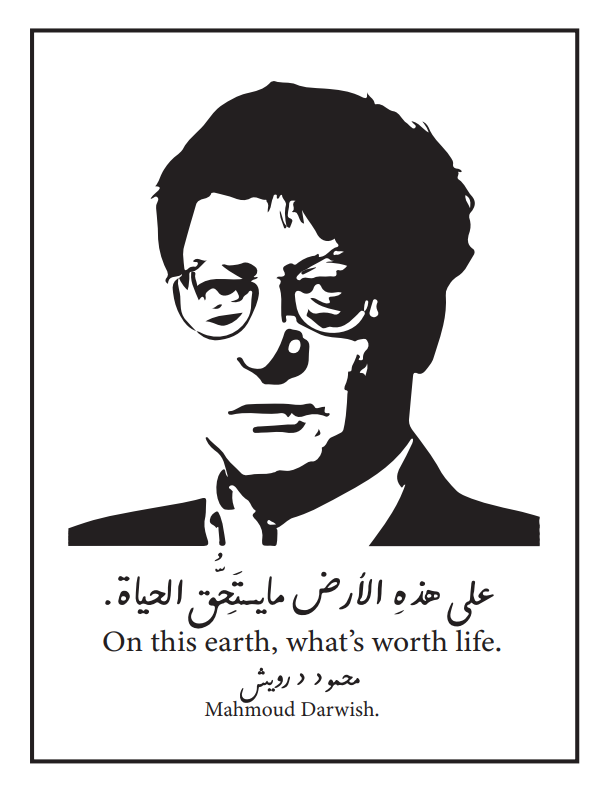 على هذهِ الأرض مايستَحِّقُ الحياة.
On this earth, what’s worth life.
محمود درويش
Mahmoud Darwish.